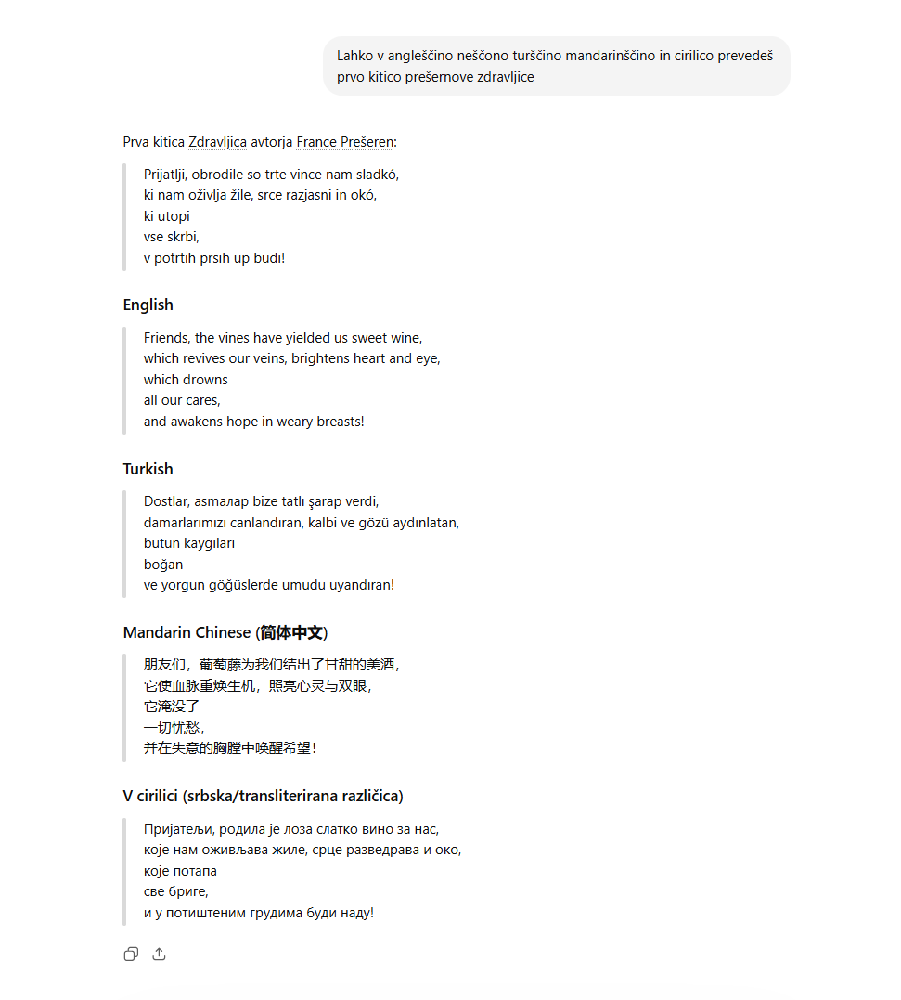 Lahko v angleščino neščono turščino mandarinščino in cirilico prevedeš
prvo kitico prešernove zdravljice
Prva kitica Zdravljica avtorja France Prešeren:
Prijatlji, obrodile so trte vince nam sladkó,
ki nam oživlja žile, srce razjasni in okó,
ki utopi
vse skrbi,
v potrtih prsih up budi!
English
Friends, the vines have yielded us sweet wine,
which revives our veins, brightens heart and eye,
which drowns
all our cares,
and awakens hope in weary breasts!
Turkish
Dostlar, asmалар bize tatlı şarap verdi,
damarlarımızı canlandıran, kalbi ve gözü aydınlatan,
bütün kaygıları
boğan
ve yorgun göğüslerde umudu uyandıran!
Mandarin Chinese (简体中文)
朋友们，葡萄藤为我们结出了甘甜的美酒，
它使血脉重焕生机，照亮心灵与双眼，
它淹没了
一切忧愁，
并在失意的胸膛中唤醒希望！
V cirilici (srbska/transliterirana različica)
Пријатељи, родила је лоза слатко вино за нас,
које нам оживљава жиле, срце разведрава и око,
које потапа
све бриге,
и у потиштеним грудима буди наду!